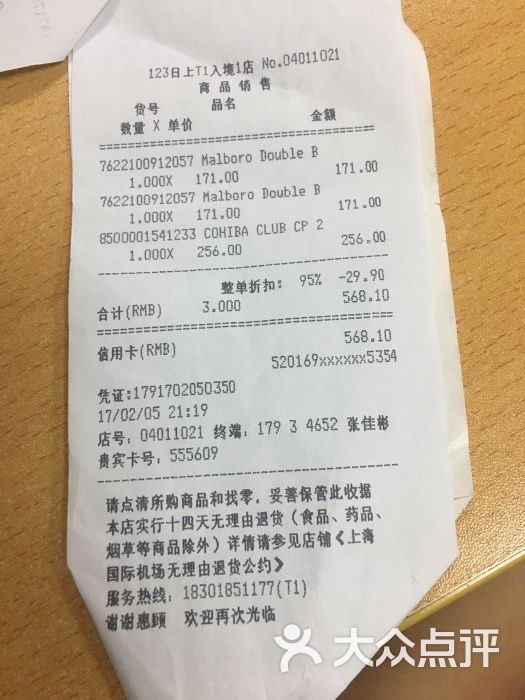 123日上T1入境1店 No.04011021
商品销售
货号 品名
数量 X 单价 金额
7622100912057 Malboro Double B
1.000X 171.00 171.00
7622100912057 Malboro Double B
1.000X 171.00 171.00
8500001541233 COHIBA CLUB CP 2
1.000X 256.00 256.00
整单折扣: 95% -29.90
合计(RMB) 3.000 568.10
信用卡(RMB) 568.10
520169xxxxxx5354
凭证:1791702050350
17/02/05 21:19
店号: 04011021 终端: 179 3 4652 张佳彬
贵宾卡号: 555609
请点清所购商品和找零，妥善保管此收据
本店实行十四天无理由退货（食品、药品、
烟草等商品除外）详情请参见店铺《上海
国际机场无理由退货公约》
服务热线: 18301851177(T1)
谢谢惠顾 欢迎再次光临
大众点评